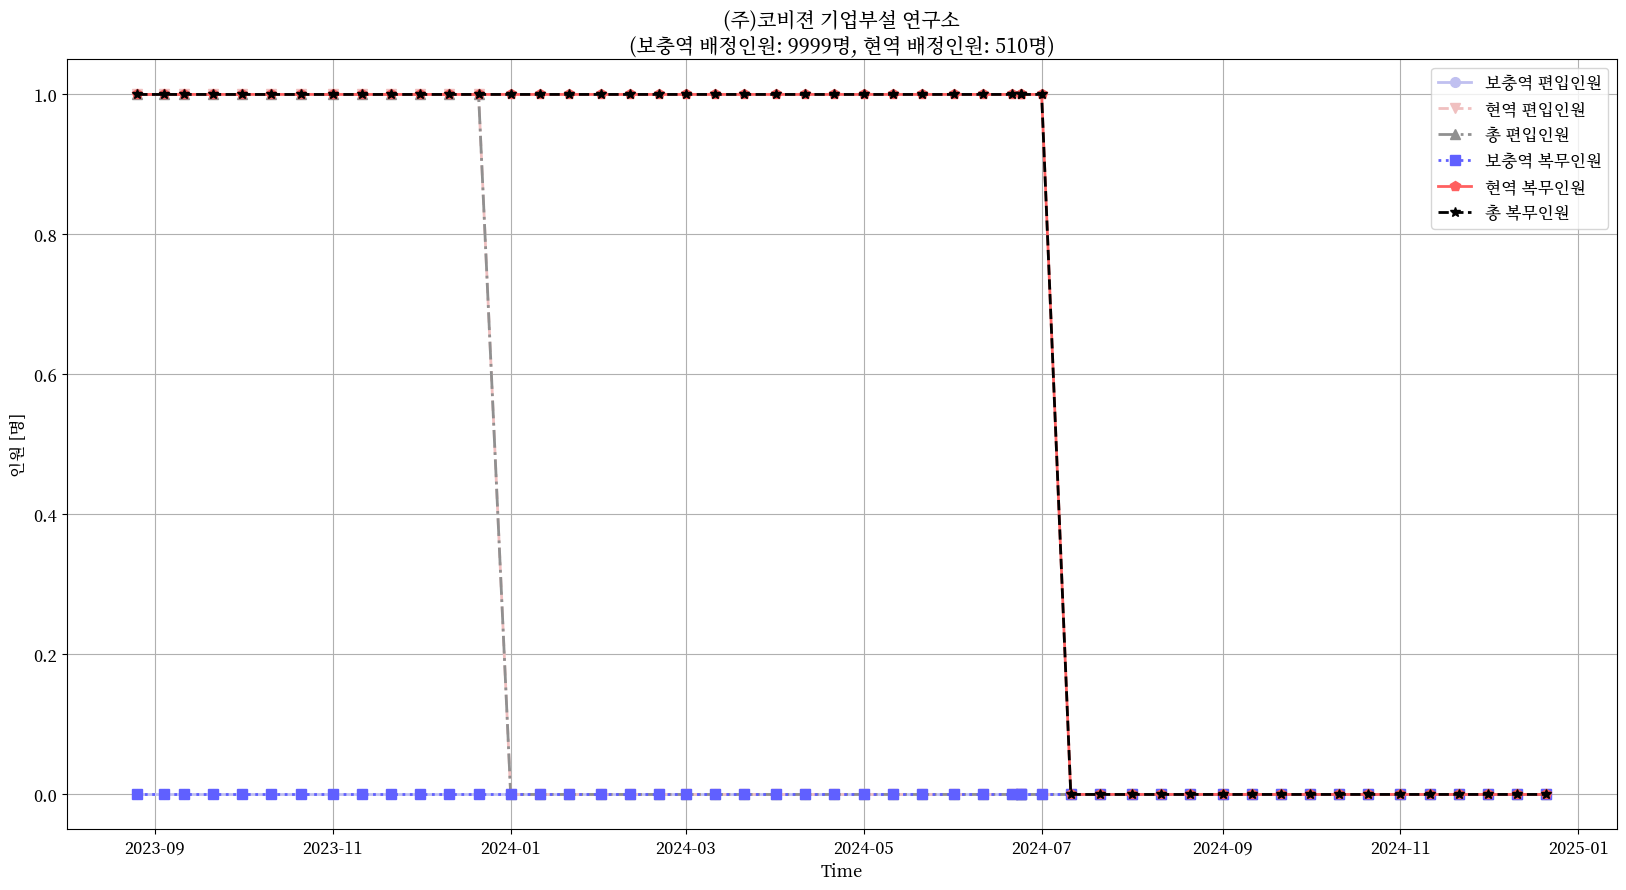 (주)코비젼 기업부설 연구소
(보충역 배정인원: 9999명, 현역 배정인원: 510명)
보충역 편입인원
현역 편입인원
총 편입인원
보충역 복무인원
현역 복무인원
총 복무인원
1.0
0.8
0.6
0.4
0.2
0.0
인원 [명]
2023-09 2023-11 2024-01 2024-03 2024-05 2024-07 2024-09 2024-11 2025-01
Time